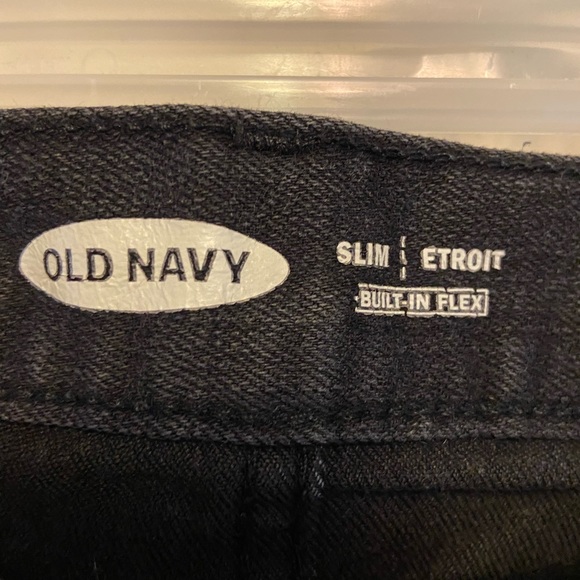 OLD NAVY
SLIM ¦ ETROIT
BUILT-IN FLEX